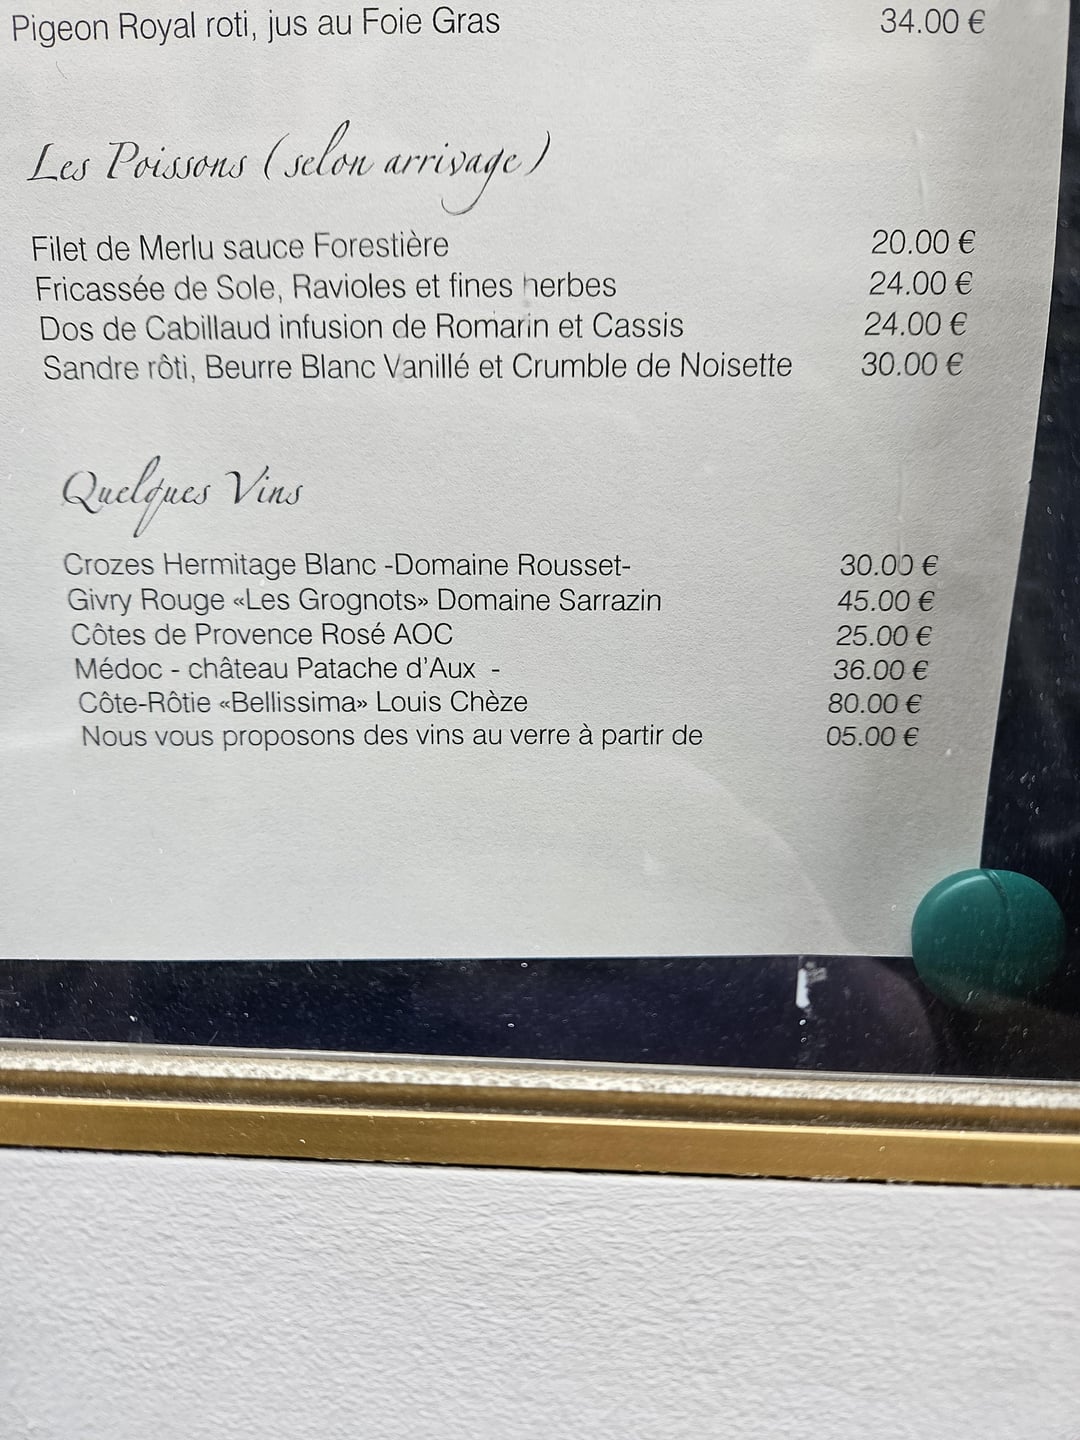 Pigeon Royal roti, jus au Foie Gras 34.00 €
Les Poissons (selon arrivage)
Filet de Merlu sauce Forestière 20.00 €
Fricassée de Sole, Ravioles et fines herbes 24.00 €
Dos de Cabillaud infusion de Romarin et Cassis 24.00 €
Sandre rôti, Beurre Blanc Vanillé et Crumble de Noisette 30.00 €
Quelques Vins
Crozes Hermitage Blanc -Domaine Rousset- 30.00 €
Givry Rouge «Les Grognots» Domaine Sarrazin 45.00 €
Côtes de Provence Rosé AOC 25.00 €
Médoc - château Patache d'Aux - 36.00 €
Côte-Rôtie «Bellissima» Louis Chèze 80.00 €
Nous vous proposons des vins au verre à partir de 05.00 €